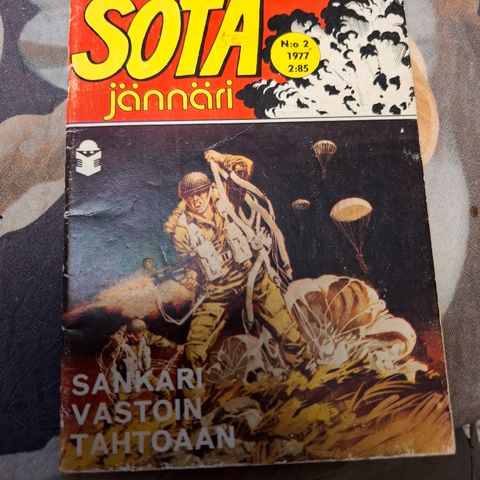 SOTA
jännäri
N:o 2
1977
2:85
SANKARI
VASTOIN
TAHTOAAN